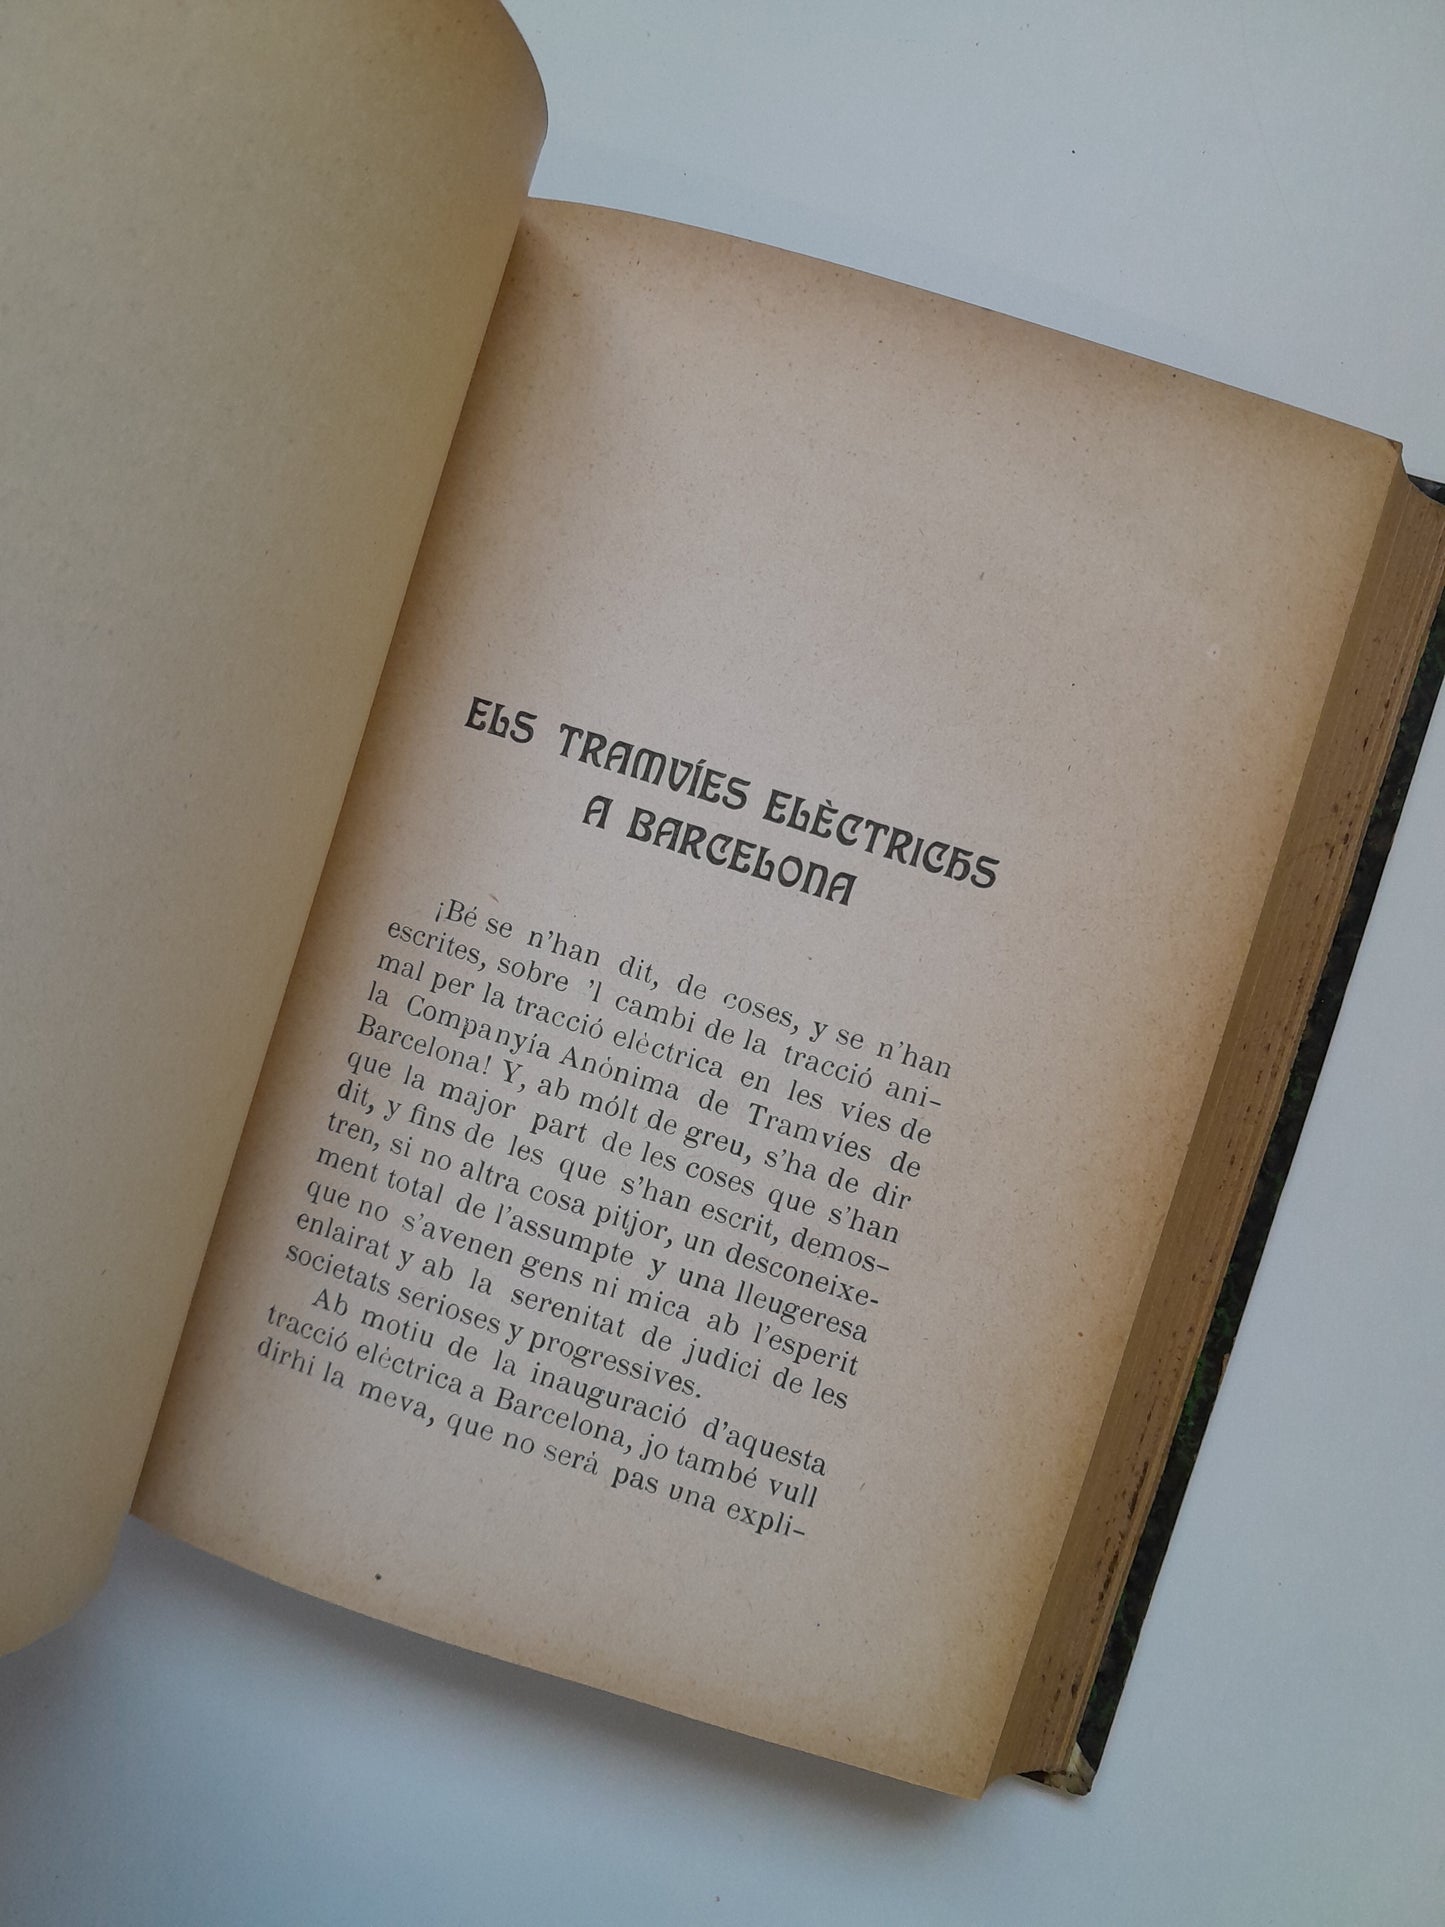 ELS TRAMVÍES ELÈCTRICHS
A BARCELONA
¡Bé se n'han dit, de coses, y se n'han
escrites, sobre 'l cambi de la tracció ani-
mal per la tracció elèctrica en les víes de
la Companyía Anònima de Tramvíes de
Barcelona! Y, ab mólt de greu, s'ha de dir
que la major part de les coses que s'han
dit, y fins de les que s'han escrit, demos-
tren, si no altra cosa pitjor, un desconeixe-
ment total de l'assumpte y una lleugeresa
que no s'avenen gens ni mica ab l'esperit
enlairat y ab la serenitat de judici de les
societats serioses y progressives.
Ab motiu de la inauguració d'aquesta
tracció elèctrica a Barcelona, jo també vull
dirhi la meva, que no serà pas una expli-